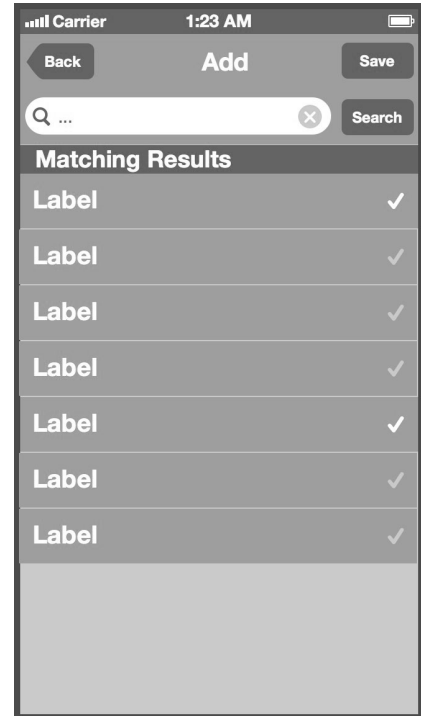 Carrier 1:23 AM
Back Add Save
... Search
Matching Results
Label
Label
Label
Label
Label
Label
Label